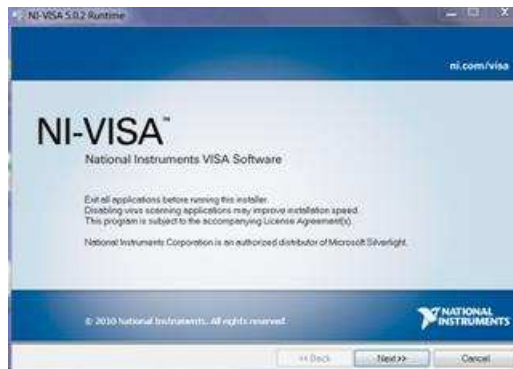 NI-VISA 5.0.2 Runtime
ni.com/visa
NI-VISA™
National Instruments VISA Software
Exit all applications before running this installer.
Disabling virus scanning applications may improve installation speed.
This program is subject to the accompanying License Agreement(s).
National Instruments Corporation is an authorized distributor of Microsoft Silverlight.
© 2010 National Instruments. All rights reserved.
NATIONAL
INSTRUMENTS
<< Back Next >> Cancel